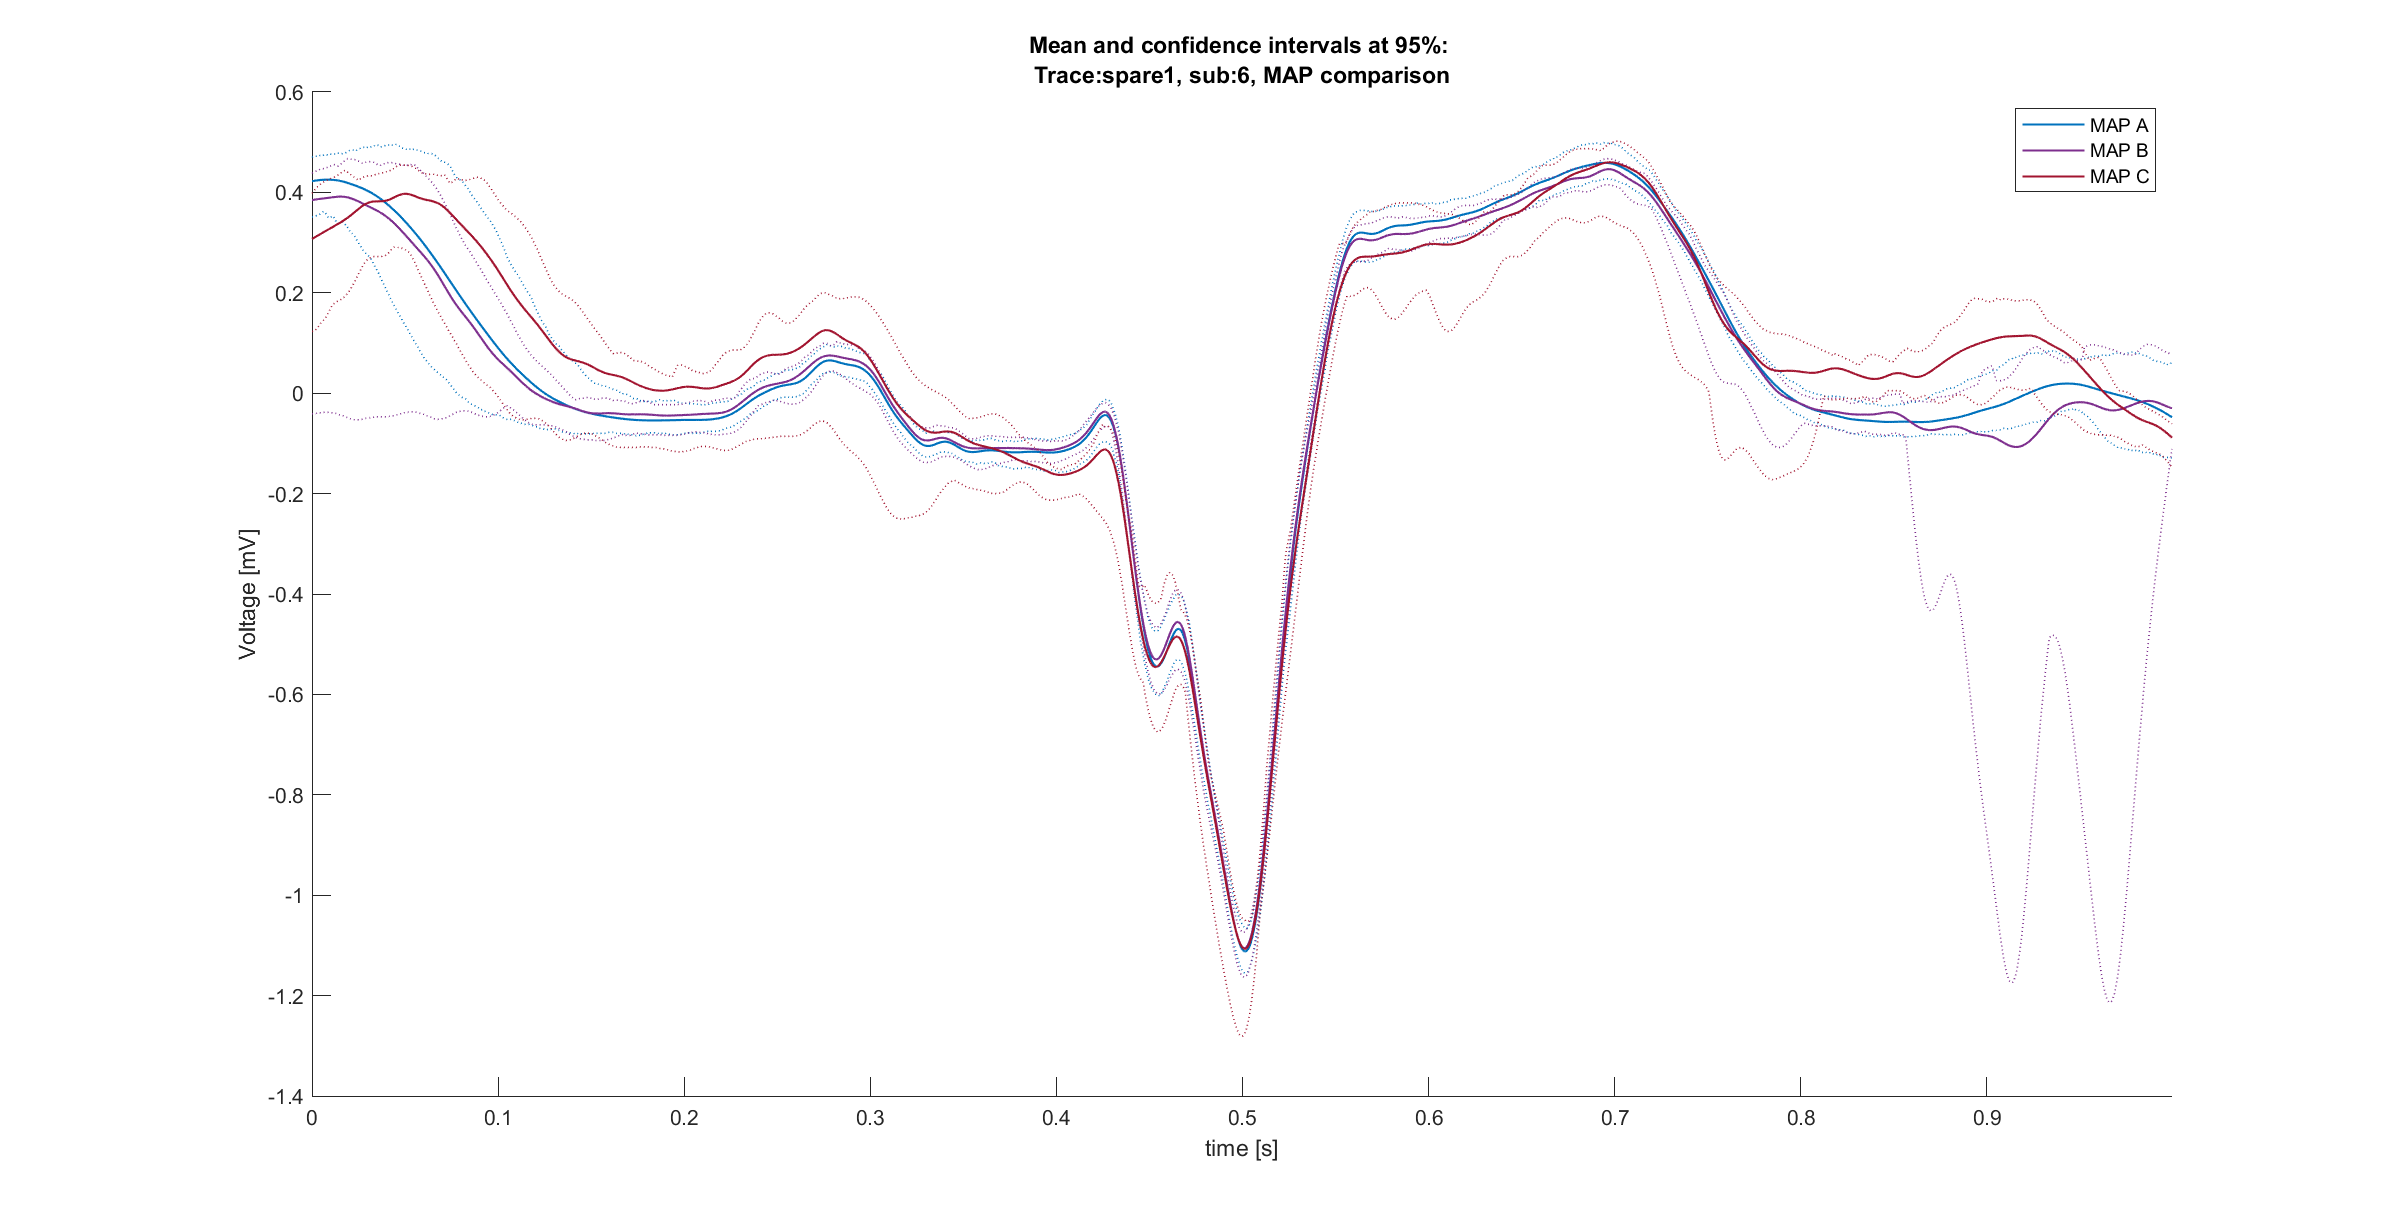 Mean and confidence intervals at 95%:
Trace:spare1, sub:6, MAP comparison
MAP A
MAP B
MAP C
Voltage [mV]
0.6
0.4
0.2
0
-0.2
-0.4
-0.6
-0.8
-1
-1.2
-1.4
0 0.1 0.2 0.3 0.4 0.5 0.6 0.7 0.8 0.9
time [s]